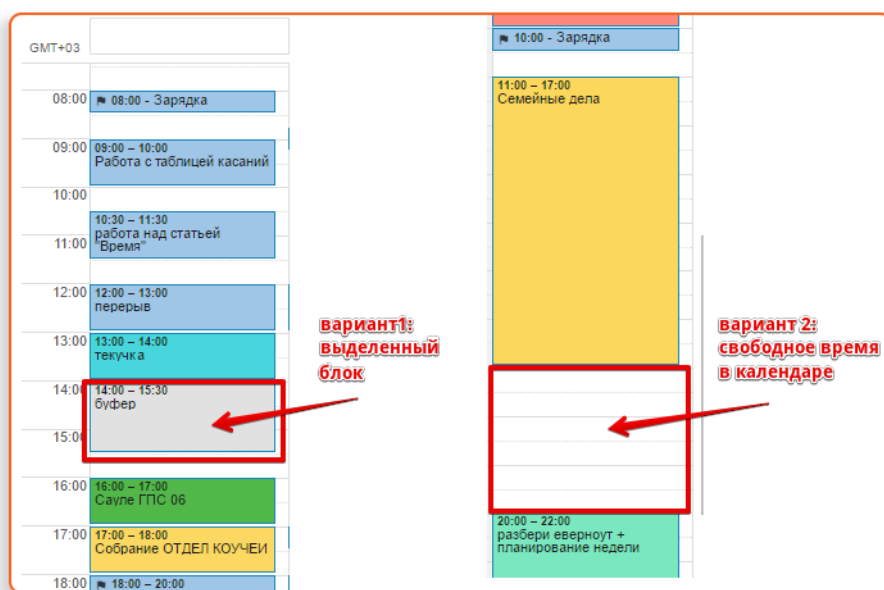 GMT+03
08:00
08:00 - Зарядка
09:00
09:00 – 10:00
Работа с таблицей касаний
10:00
10:30 – 11:30
работа над статьей
"Время"
11:00
12:00
12:00 – 13:00
перерыв
13:00
13:00 – 14:00
текучка
14:00
14:00 – 15:30
буфер
15:00
16:00
16:00 – 17:00
Сауле ГПС 06
17:00
17:00 – 18:00
Собрание ОТДЕЛ КОУЧЕИ
18:00
18:00 – 20:00
вариант1:
выделенный
блок
10:00 - Зарядка
11:00 – 17:00
Семейные дела
вариант 2:
свободное время
в календаре
20:00 – 22:00
разбери еверноут +
планирование недели